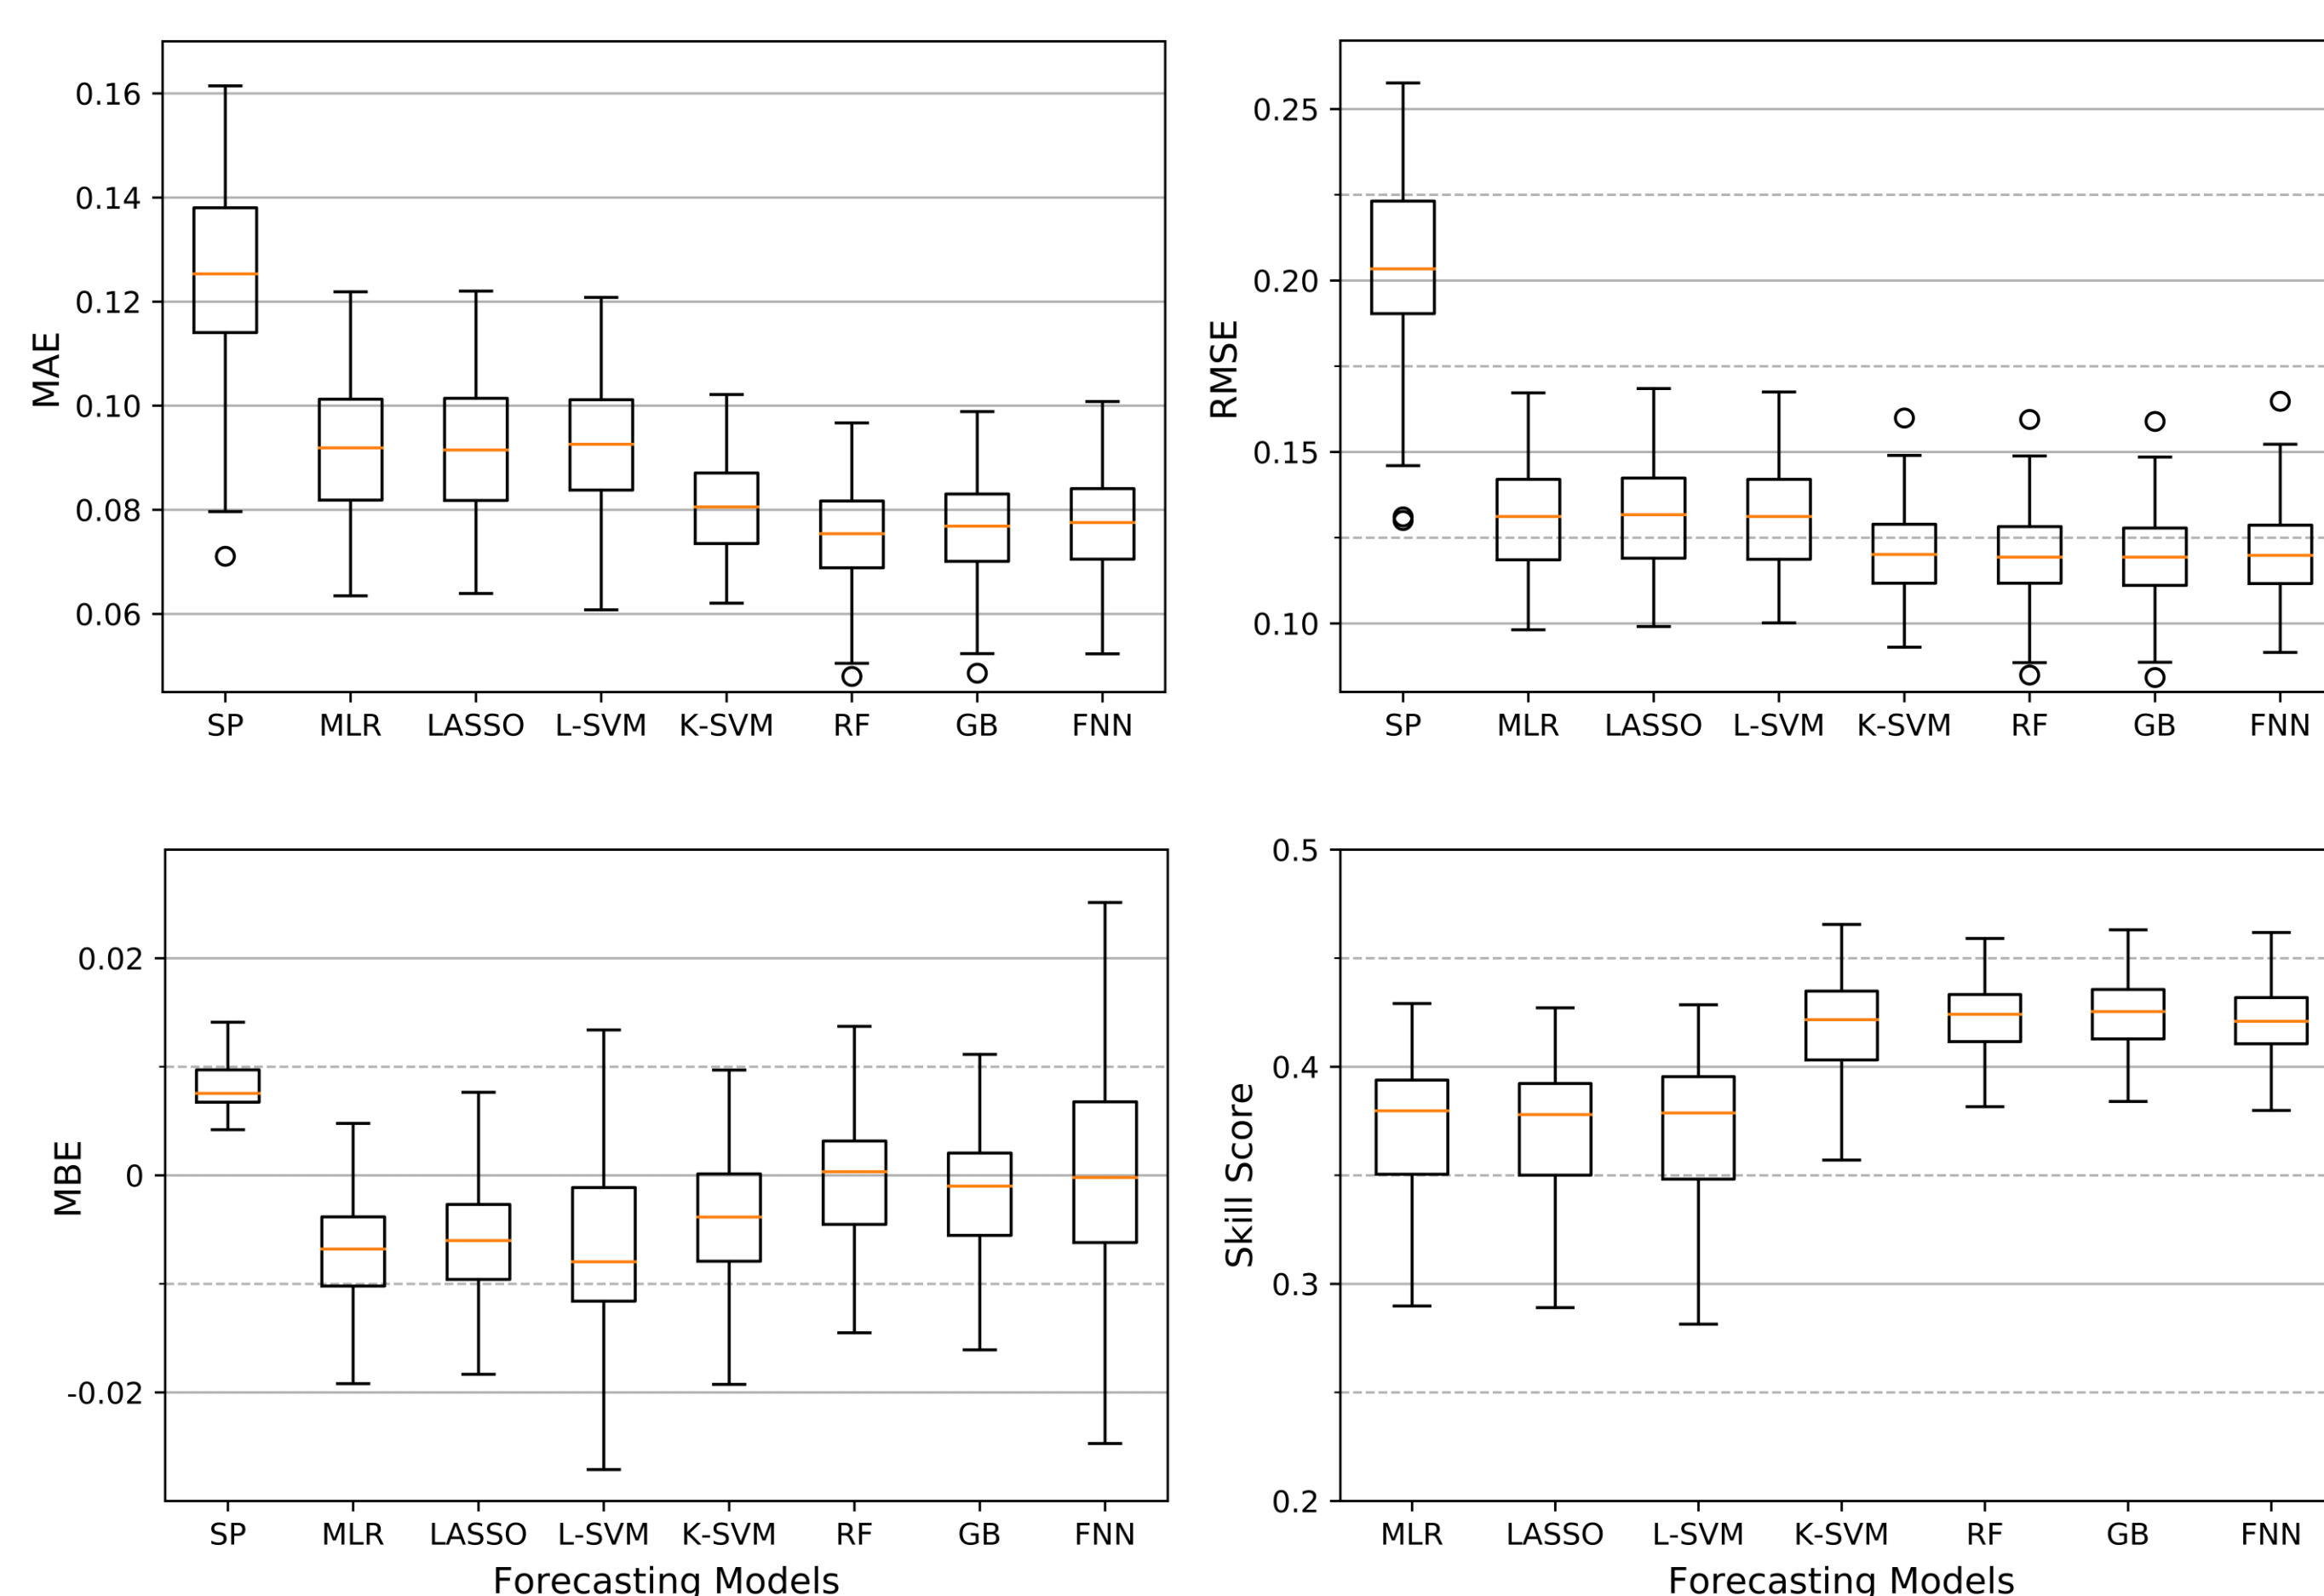 MAE
0.16
0.14
0.12
0.10
0.08
0.06
SP MLR LASSO L-SVM K-SVM RF GB FNN
RMSE
0.25
0.20
0.15
0.10
SP MLR LASSO L-SVM K-SVM RF GB FNN
MBE
0.02
0
-0.02
SP MLR LASSO L-SVM K-SVM RF GB FNN
Forecasting Models
Skill Score
0.5
0.4
0.3
0.2
MLR LASSO L-SVM K-SVM RF GB FNN
Forecasting Models